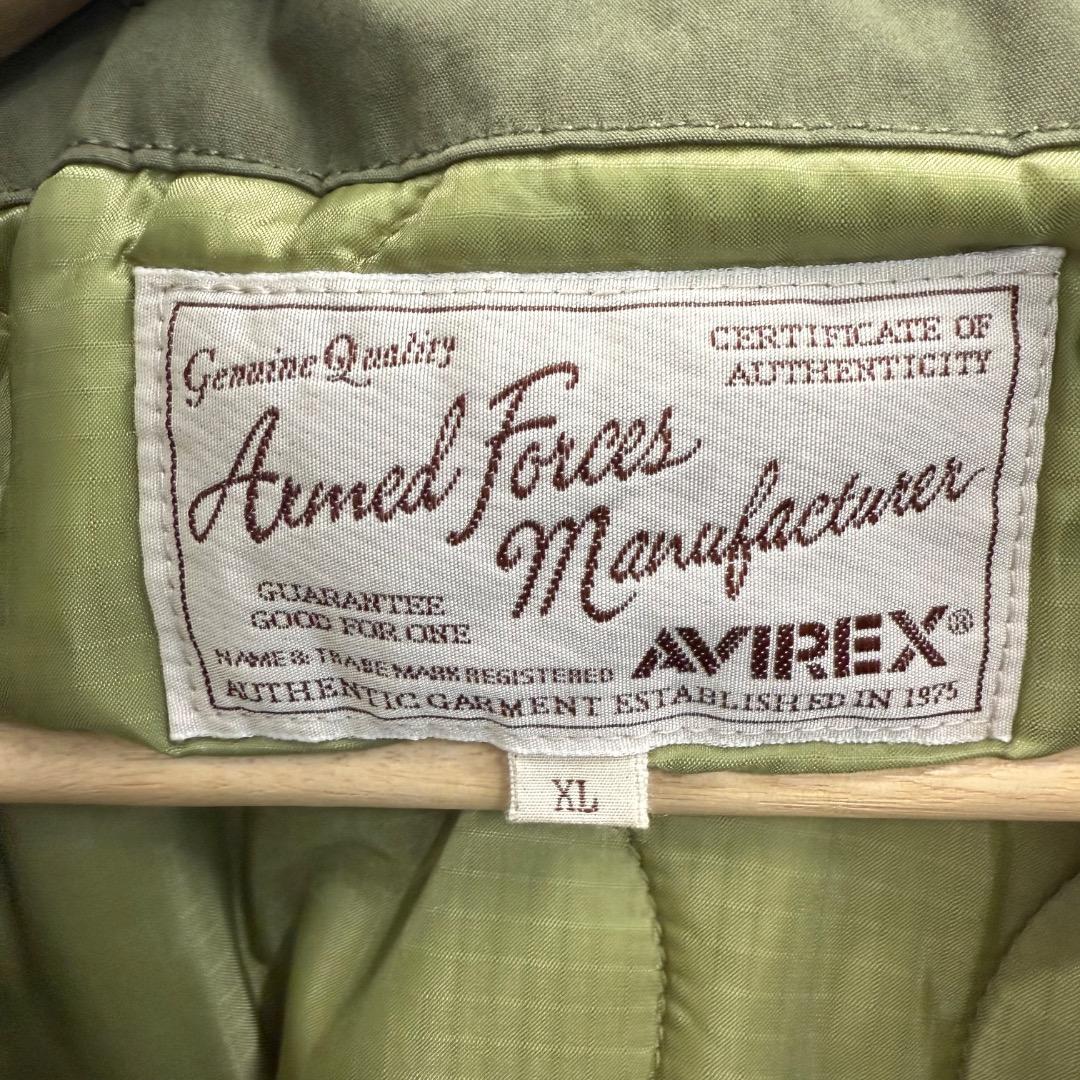 Genuine Quality
CERTIFICATE OF
AUTHENTICITY
Armed Forces
Manufacturer
GUARANTEE
GOOD FOR ONE
AVIREX®
NAME & TRADE MARK REGISTERED
AUTHENTIC GARMENT ESTABLISHED IN 1975
XL